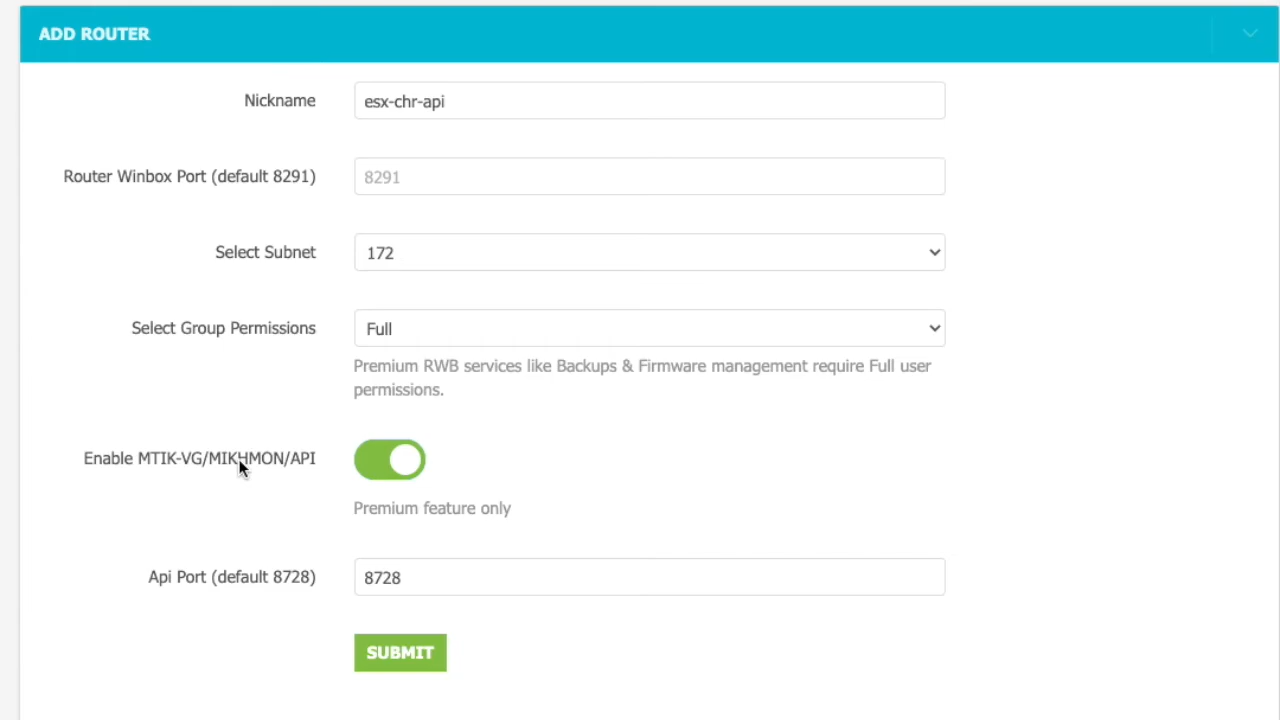 ADD ROUTER
Nickname
esx-chr-api
Router Winbox Port (default 8291)
8291
Select Subnet
172
Select Group Permissions
Full
Premium RWB services like Backups & Firmware management require Full user
permissions.
Enable MTIK-VG/MIKHMON/API
Premium feature only
Api Port (default 8728)
8728
SUBMIT